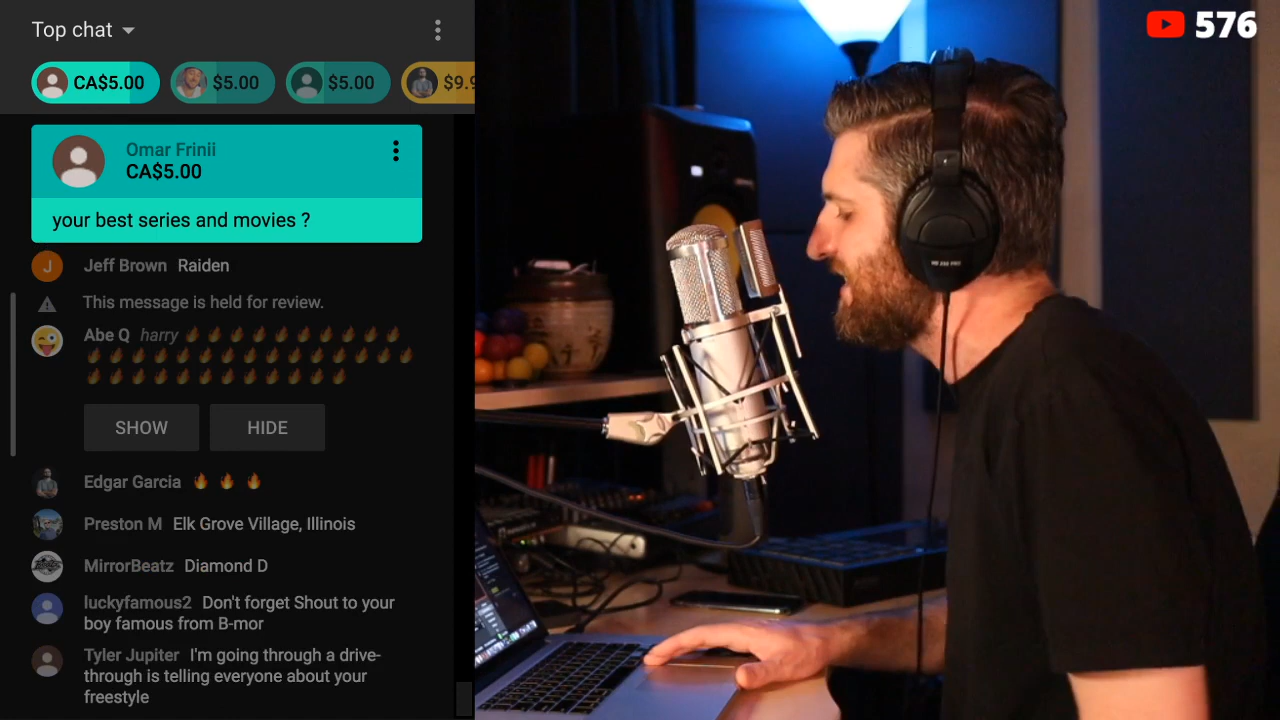 Top chat
CA$5.00
$5.00
$5.00
$9.9
576
Omar Frinii
CA$5.00
your best series and movies ?
J
Jeff Brown Raiden
This message is held for review.
Abe Q harry 🔥🔥🔥🔥🔥🔥🔥🔥🔥🔥
🔥🔥🔥🔥🔥🔥🔥🔥🔥🔥🔥🔥🔥🔥🔥
🔥🔥🔥🔥🔥🔥🔥🔥🔥🔥🔥🔥
SHOW HIDE
Edgar Garcia 🔥 🔥 🔥
Preston M Elk Grove Village, Illinois
MirrorBeatz Diamond D
luckyfamous2 Don't forget Shout to your
boy famous from B-mor
Tyler Jupiter I'm going through a drive-
through is telling everyone about your
freestyle